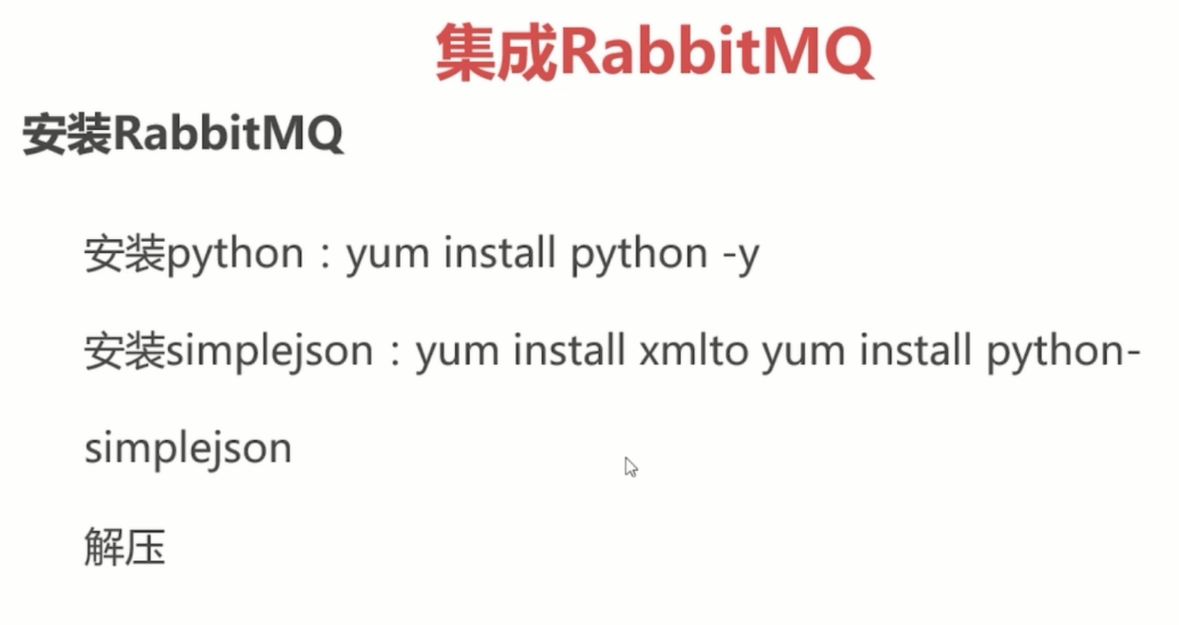 集成RabbitMQ
安装RabbitMQ
安装python：yum install python -y
安装simplejson：yum install xmlto yum install python-
simplejson
解压